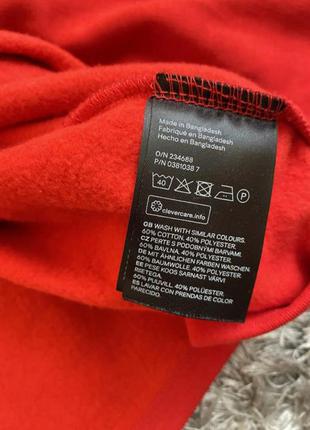 Made in Bangladesh
Fabriqué en Bangladesh
Hecho en Bangladesh
O/N 234688
P/N 0381038 7
40
P
clevercare.info
GB WASH WITH SIMILAR COLOURS.
60% COTTON, 40% POLYESTER.
CZ PERTE S PODOBNÝMI BARVAMI.
60% BAVLNA, 40% POLYESTER.
DE MIT ÄHNLICHEN FARBEN WASCHEN.
60% BAUMWOLLE, 40% POLYESTER.
EE PESE KOOS SARNAST VÄRVI
RIIETEGA.
60% PUUVILL, 40% POLÜESTER.
ES LAVAR CON PRENDAS DE COLOR
PARECIDO.